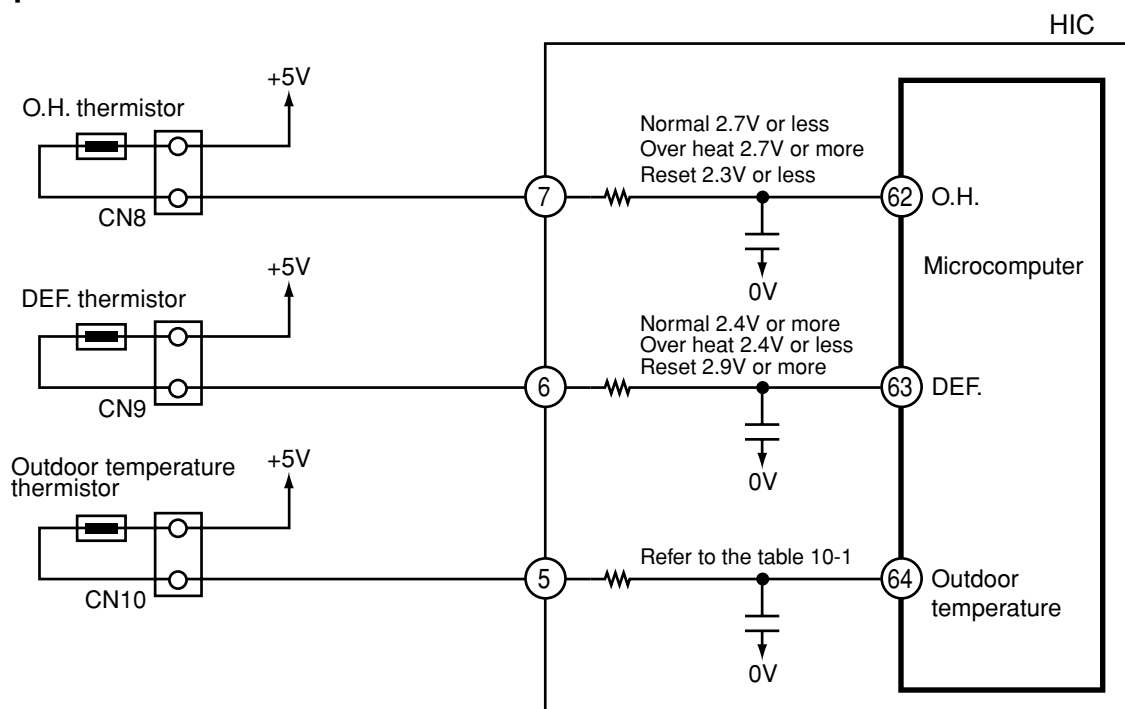 HIC
+5V
O.H. thermistor
CN8
7
Normal 2.7V or less
Over heat 2.7V or more
Reset 2.3V or less
0V
62
O.H.
Microcomputer
+5V
DEF. thermistor
CN9
6
Normal 2.4V or more
Over heat 2.4V or less
Reset 2.9V or more
0V
63
DEF.
+5V
Outdoor temperature
thermistor
CN10
5
Refer to the table 10-1
0V
64
Outdoor
temperature